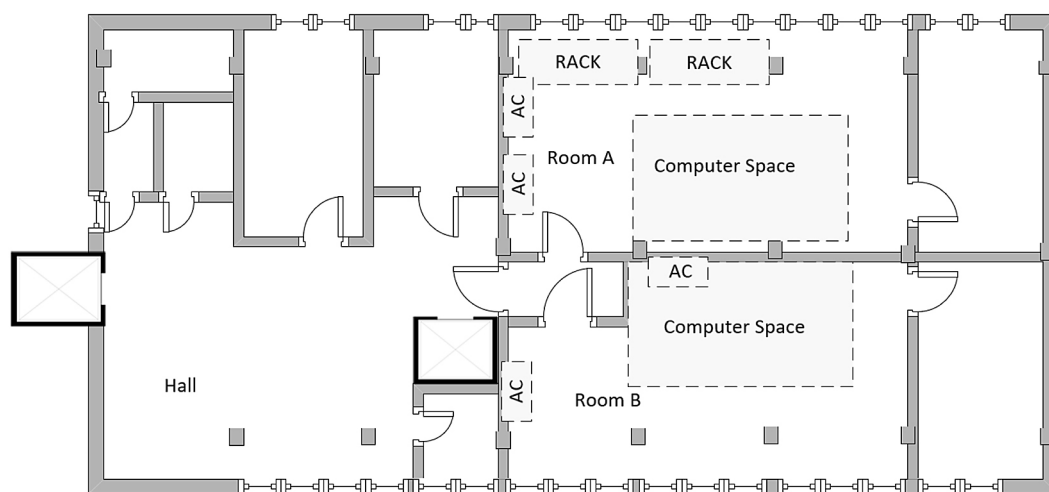 RACK
RACK
AC
AC
Room A
Computer Space
AC
Computer Space
Hall
AC
Room B